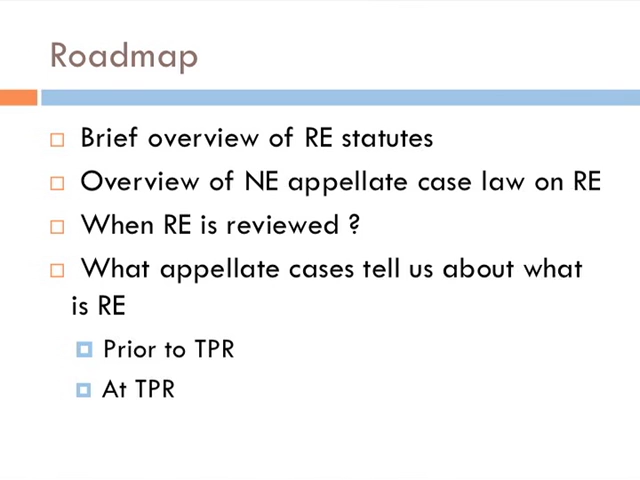 Roadmap
Brief overview of RE statutes
Overview of NE appellate case law on RE
When RE is reviewed ?
What appellate cases tell us about what
is RE
Prior to TPR
At TPR